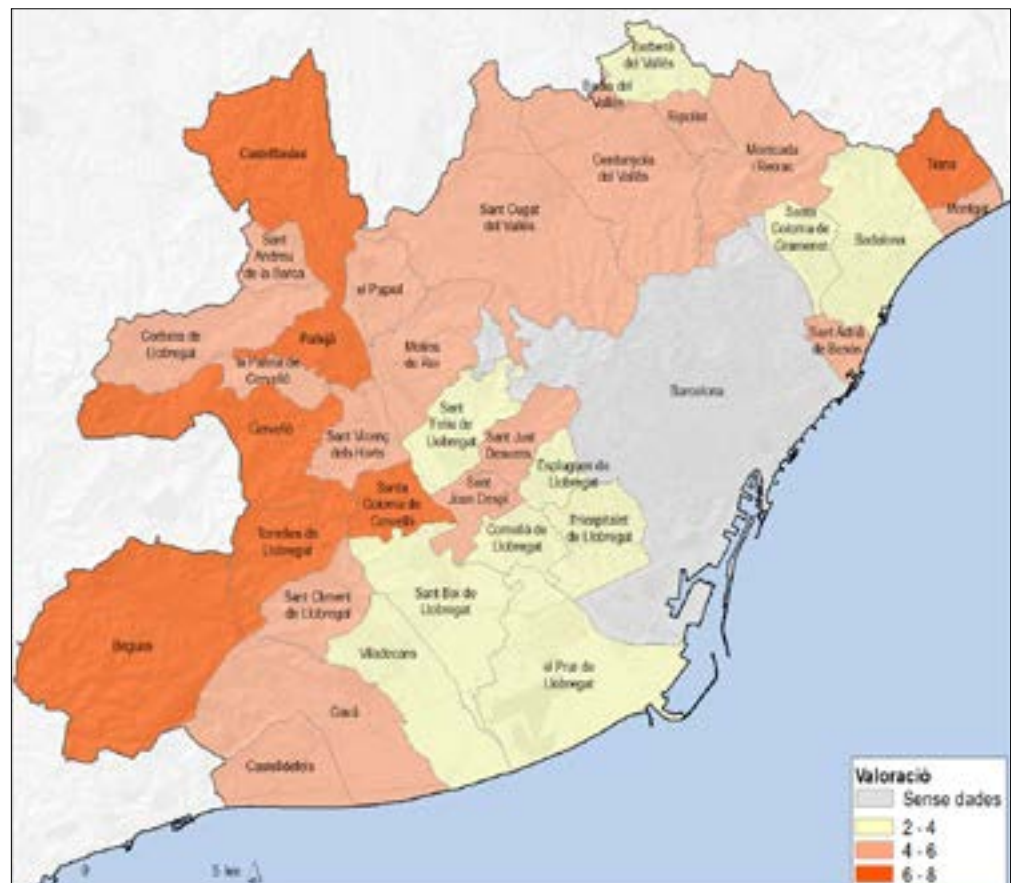 Barberà
del Vallès
Badia del
Vallès
Ripollet
Castellbisbal
Cerdanyola
del Vallès
Montcada
i Reixac
Tiana
Montgat
Sant Cugat
del Vallès
Santa
Coloma de
Gramenet
Badalona
Sant
Andreu
de la Barca
el Papiol
Corbera de
Llobregat
Pallejà
Molins
de Rei
Sant Adrià
de Besòs
la Palma de
Cervelló
Barcelona
Cervelló
Sant Vicenç
dels Horts
Sant
Feliu de
Llobregat
Sant Just
Desvern
Esplugues de
Llobregat
Santa
Coloma de
Cervelló
Sant
Joan Despí
Torrelles de
Llobregat
Cornellà de
Llobregat
l'Hospitalet
de Llobregat
Sant Climent
de Llobregat
Sant Boi de
Llobregat
Begues
Viladecans
el Prat de
Llobregat
Gavà
Castelldefels
Valoració
Sense dades
2 - 4
4 - 6
6 - 8
0
5 km